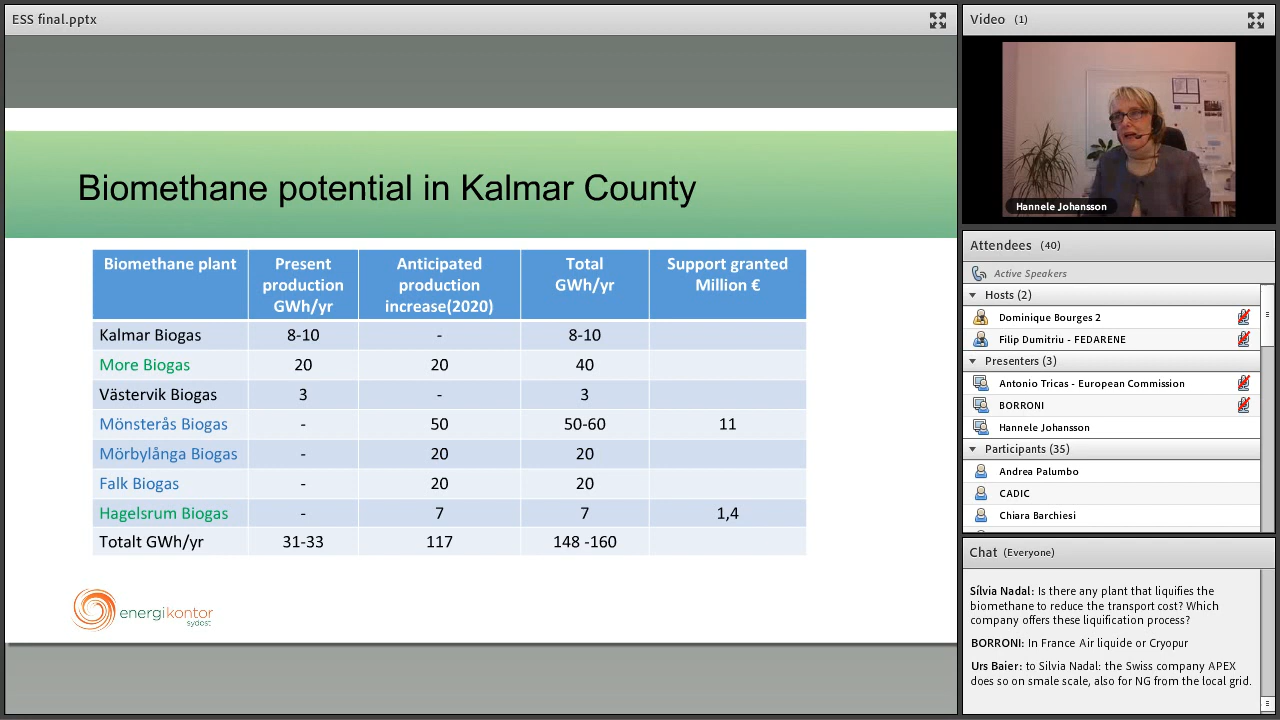 ESS final.pptx
Biomethane potential in Kalmar County
Biomethane plant Present production GWh/yr Anticipated production increase(2020) Total GWh/yr Support granted Million €
Kalmar Biogas 8-10 - 8-10
More Biogas 20 20 40
Västervik Biogas 3 - 3
Mönsterås Biogas - 50 50-60 11
Mörbylånga Biogas - 20 20
Falk Biogas - 20 20
Hagelsrum Biogas - 7 7 1,4
Totalt GWh/yr 31-33 117 148 -160
energikontor
sydost
Video (1)
Hannele Johansson
Attendees (40)
Active Speakers
Hosts (2)
Dominique Bourges 2
Filip Dumitriu - FEDARENE
Presenters (3)
Antonio Tricas - European Commission
BORRONI
Hannele Johansson
Participants (35)
Andrea Palumbo
CADIC
Chiara Barchiesi
Chat (Everyone)
Sílvia Nadal: Is there any plant that liquifies the
biomethane to reduce the transport cost? Which
company offers these liquification process?
BORRONI: In France Air liquide or Cryopur
Urs Baier: to Silvia Nadal: the Swiss company APEX
does so on smale scale, also for NG from the local grid.